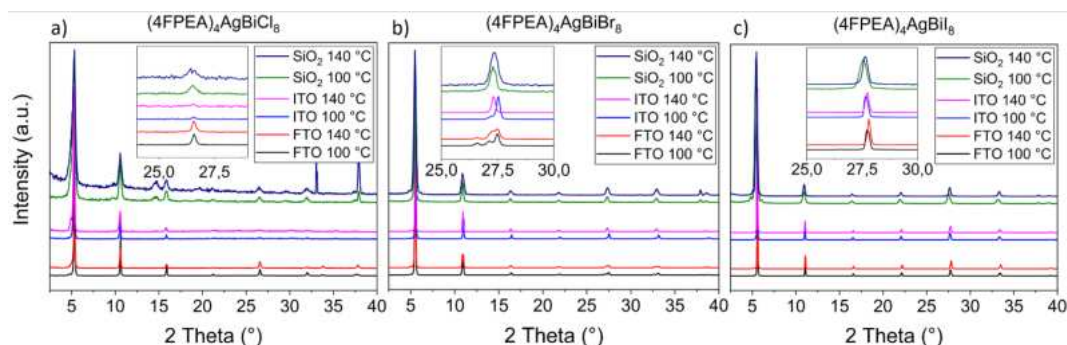 a) (4FPEA)₄AgBiCl₈
b) (4FPEA)₄AgBiBr₈
c) (4FPEA)₄AgBiI₈
Intensity (a.u.)
SiO₂ 140 °C
SiO₂ 100 °C
ITO 140 °C
ITO 100 °C
FTO 140 °C
FTO 100 °C
25,0 27,5
SiO₂ 140 °C
SiO₂ 100 °C
ITO 140 °C
ITO 100 °C
FTO 140 °C
FTO 100 °C
25,0 27,5 30,0
SiO₂ 140 °C
SiO₂ 100 °C
ITO 140 °C
ITO 100 °C
FTO 140 °C
FTO 100 °C
25,0 27,5 30,0
5 10 15 20 25 30 35 40
5 10 15 20 25 30 35 40
5 10 15 20 25 30 35 40
2 Theta (°)
2 Theta (°)
2 Theta (°)